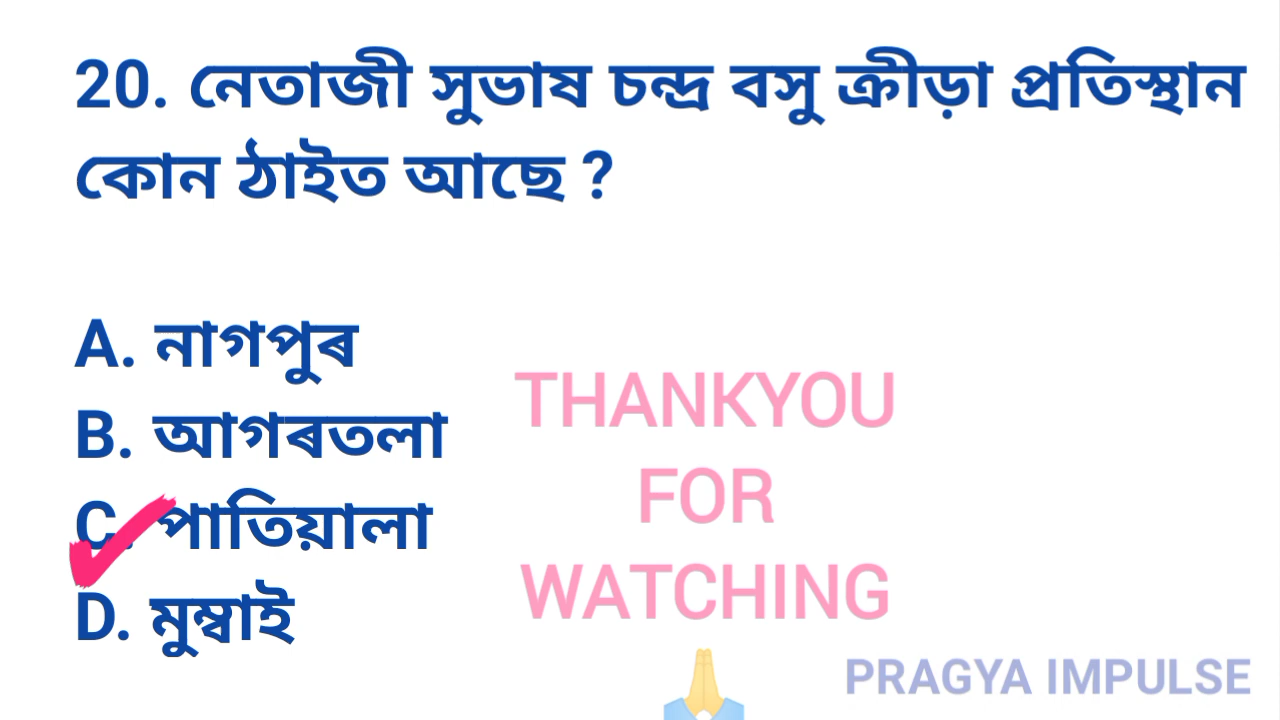 20. নেতাজী সুভাষ চন্দ্ৰ বসু ক্ৰীড়া প্ৰতিস্থান
কোন ঠাইত আছে ?
A. নাগপুৰ
B. আগৰতলা
C. পাতিয়ালা
D. মুম্বাই
THANKYOU
FOR
WATCHING
PRAGYA IMPULSE